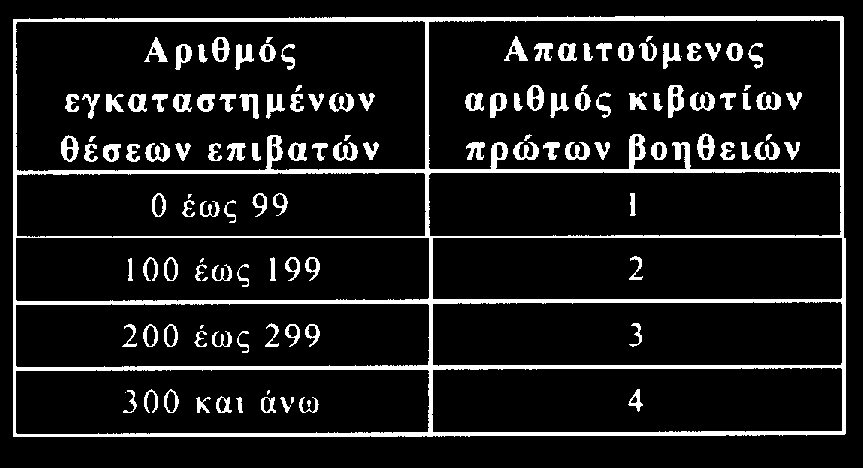 Αριθμός
εγκαταστημένων
θέσεων επιβατών
Απαιτούμενος
αριθμός κιβωτίων
πρώτων βοηθειών
0 έως 99 1
100 έως 199 2
200 έως 299 3
300 και άνω 4